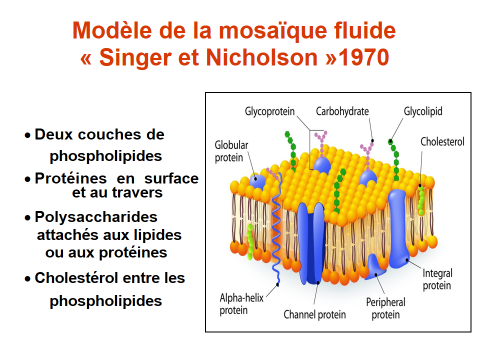 Modèle de la mosaïque fluide
« Singer et Nicholson »1970
• Deux couches de
phospholipides
• Protéines en surface
et au travers
• Polysaccharides
attachés aux lipides
ou aux protéines
• Cholestérol entre les
phospholipides
Glycoprotein
Carbohydrate
Glycolipid
Globular
protein
Cholesterol
Alpha-helix
protein
Channel protein
Peripheral
protein
Integral
protein